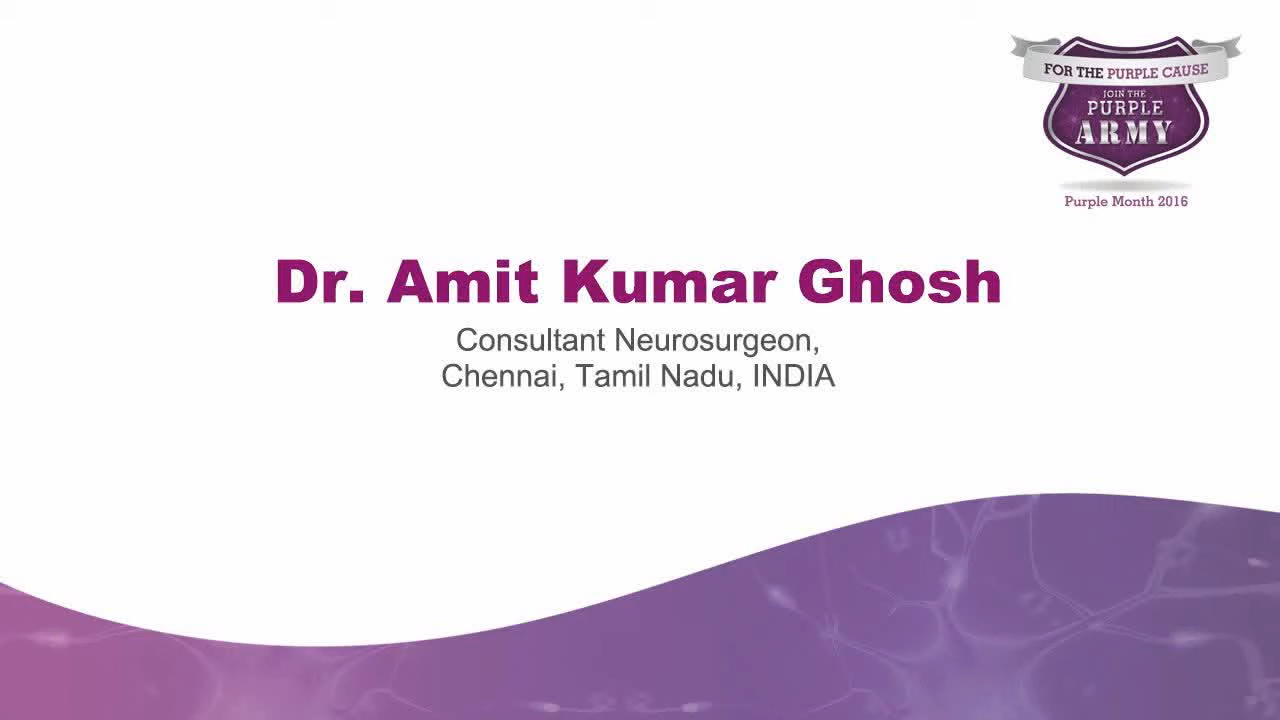 FOR THE PURPLE CAUSE
JOIN THE
PURPLE
ARMY
Purple Month 2016
Dr. Amit Kumar Ghosh
Consultant Neurosurgeon,
Chennai, Tamil Nadu, INDIA